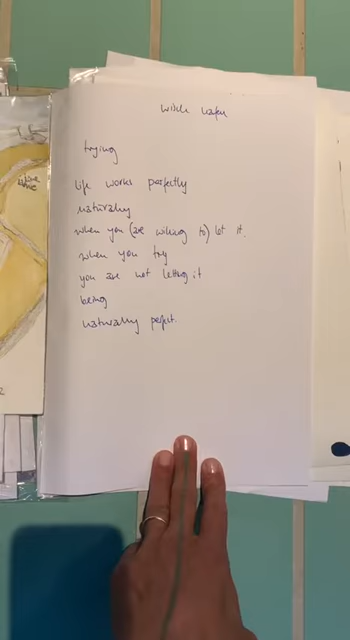 trying
life works perfectly
naturally
when you (are willing to) let it.
when you try
you are not letting it
being
naturally perfect.